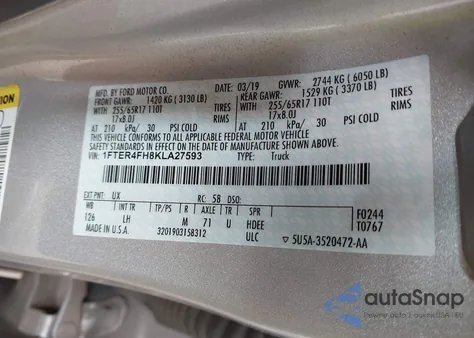 MFD. BY FORD MOTOR CO.
DATE: 03/19 GVWR: 2744 KG ( 6050 LB)
FRONT GAWR: 1420 KG ( 3130 LB) REAR GAWR: 1529 KG ( 3370 LB)
255/65R17 110T TIRES 255/65R17 110T TIRES
17x8.0J RIMS 17x8.0J RIMS
AT 210 kPa/ 30 PSI COLD AT 210 kPa/ 30 PSI COLD
THIS VEHICLE CONFORMS TO ALL APPLICABLE FEDERAL MOTOR VEHICLE
SAFETY STANDARDS IN EFFECT ON THE DATE OF MANUFACTURE SHOWN ABOVE.
VIN: 1FTER4FH8KLA27593 TYPE: Truck
EXT PNT: UX RC: 58 DSO:
WB INT TR TP/PS R AXLE TR SPR
126 LH M 71 U HDEE
F0244
T0767
MADE IN U.S.A. 3201903158312 ULC 5U5A-3520472-AA
autoSnap